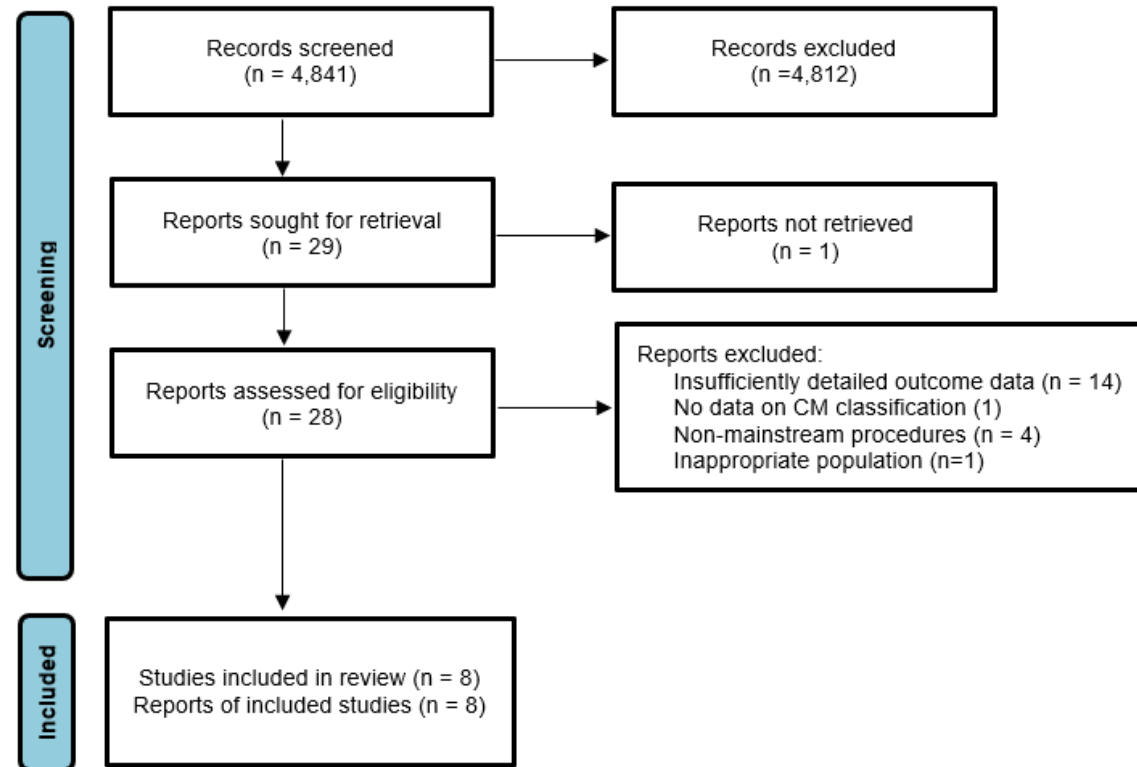 Screening
Records screened
(n = 4,841)
Records excluded
(n =4,812)
Reports sought for retrieval
(n = 29)
Reports not retrieved
(n = 1)
Reports assessed for eligibility
(n = 28)
Reports excluded:
Insufficiently detailed outcome data (n = 14)
No data on CM classification (1)
Non-mainstream procedures (n = 4)
Inappropriate population (n=1)
Included
Studies included in review (n = 8)
Reports of included studies (n = 8)